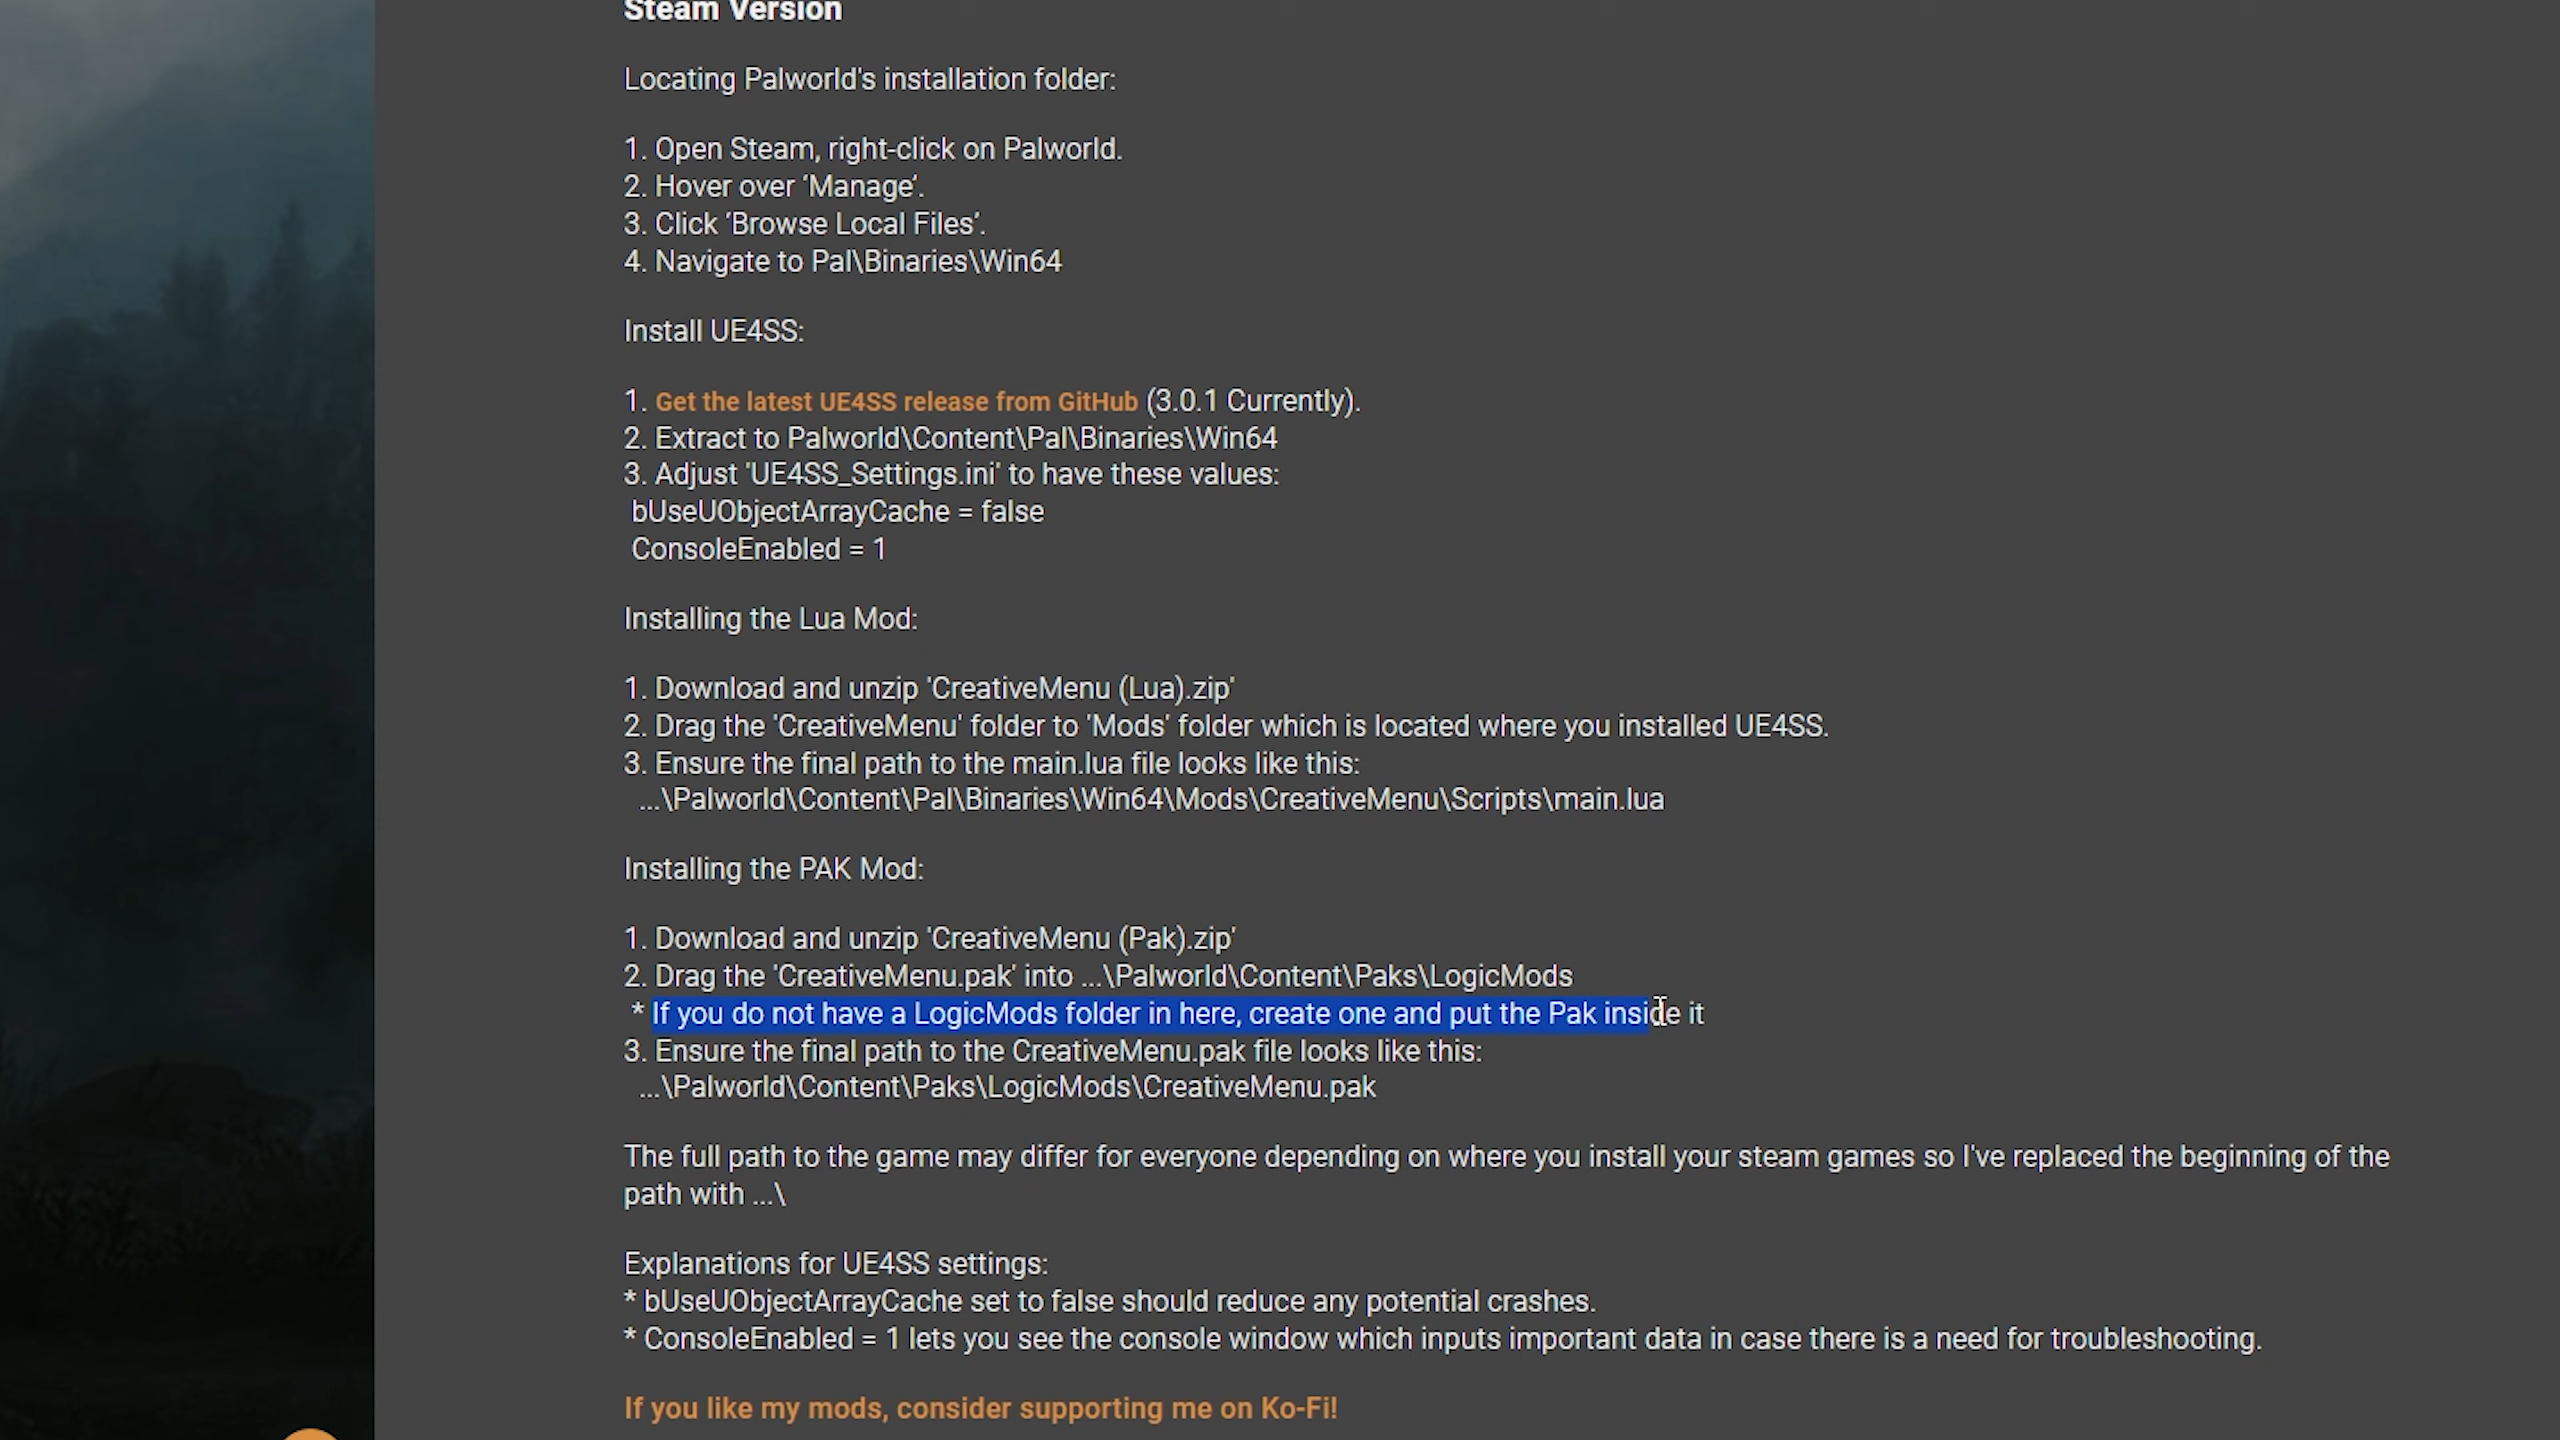 Steam Version
Locating Palworld's installation folder:
1. Open Steam, right-click on Palworld.
2. Hover over ‘Manage’.
3. Click ‘Browse Local Files’.
4. Navigate to Pal\Binaries\Win64
Install UE4SS:
1. Get the latest UE4SS release from GitHub (3.0.1 Currently).
2. Extract to Palworld\Content\Pal\Binaries\Win64
3. Adjust 'UE4SS_Settings.ini' to have these values:
bUseUObjectArrayCache = false
ConsoleEnabled = 1
Installing the Lua Mod:
1. Download and unzip 'CreativeMenu (Lua).zip'
2. Drag the 'CreativeMenu' folder to 'Mods' folder which is located where you installed UE4SS.
3. Ensure the final path to the main.lua file looks like this:
...\Palworld\Content\Pal\Binaries\Win64\Mods\CreativeMenu\Scripts\main.lua
Installing the PAK Mod:
1. Download and unzip 'CreativeMenu (Pak).zip'
2. Drag the 'CreativeMenu.pak' into ...\Palworld\Content\Paks\LogicMods
* If you do not have a LogicMods folder in here, create one and put the Pak inside it
3. Ensure the final path to the CreativeMenu.pak file looks like this:
...\Palworld\Content\Paks\LogicMods\CreativeMenu.pak
The full path to the game may differ for everyone depending on where you install your steam games so I've replaced the beginning of the
path with ...\
Explanations for UE4SS settings:
* bUseUObjectArrayCache set to false should reduce any potential crashes.
* ConsoleEnabled = 1 lets you see the console window which inputs important data in case there is a need for troubleshooting.
If you like my mods, consider supporting me on Ko-Fi!